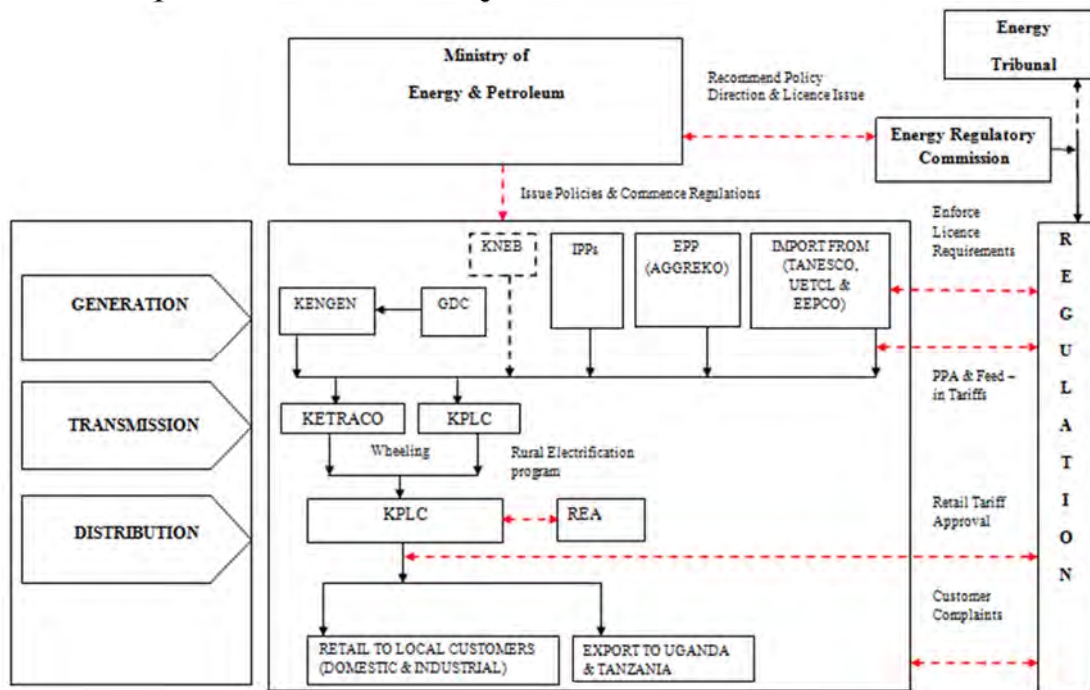 Ministry of
Energy & Petroleum
Energy
Tribunal
Recommend Policy
Direction & Licence Issue
Energy Regulatory
Commission
Issue Policies & Commence Regulations
GENERATION
TRANSMISSION
DISTRIBUTION
KNEB
IPPs
EPP
(AGGREKO)
IMPORT FROM
(TANESCO,
UETCL &
EEPCO)
KENGEN
GDC
KETRACO
KPLC
Wheeling
Rural Electrification
program
KPLC
REA
RETAIL TO LOCAL CUSTOMERS
(DOMESTIC & INDUSTRIAL)
EXPORT TO UGANDA
& TANZANIA
Enforce
Licence
Requirements
PPA & Feed –
in Tariffs
Retail Tariff
Approval
Customer
Complaints
R
E
G
U
L
A
T
I
O
N